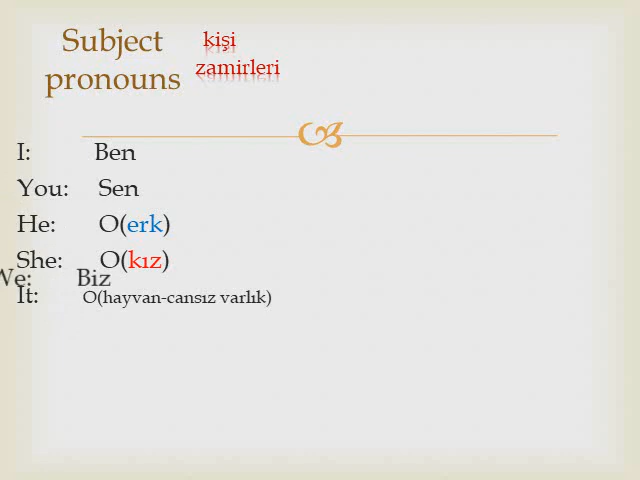 Subject
pronouns
kişi
zamirleri
I: Ben
You: Sen
He: O(erk)
She: O(kız)
We: Biz
It: O(hayvan-cansız varlık)